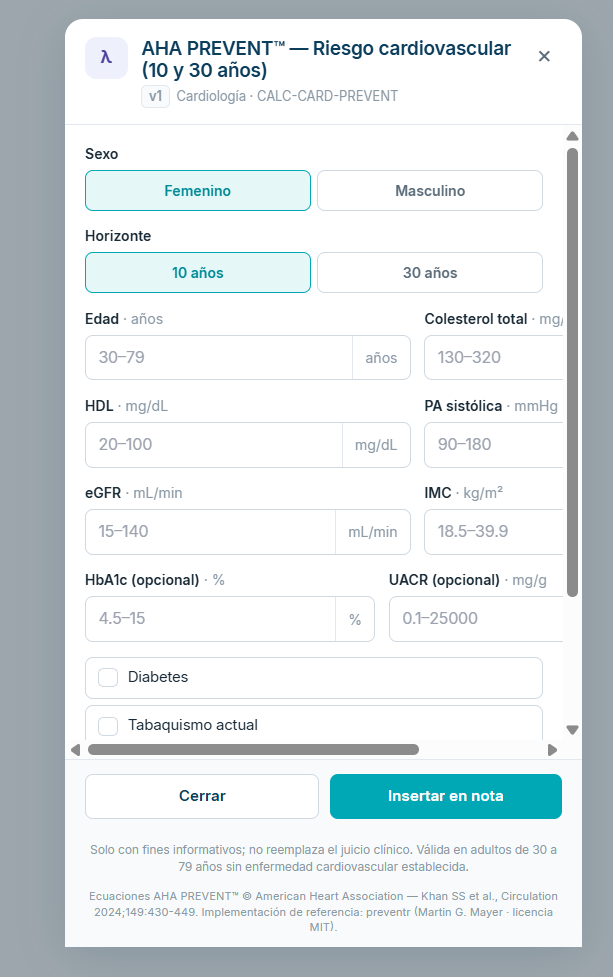 λ
AHA PREVENT™ — Riesgo cardiovascular
(10 y 30 años)
v1 Cardiología · CALC-CARD-PREVENT
Sexo
Femenino Masculino
Horizonte
10 años 30 años
Edad · años Colesterol total · mg/
30–79 años 130–320
HDL · mg/dL PA sistólica · mmHg
20–100 mg/dL 90–180
eGFR · mL/min IMC · kg/m²
15–140 mL/min 18.5–39.9
HbA1c (opcional) · % UACR (opcional) · mg/g
4.5–15 % 0.1–25000
Diabetes
Tabaquismo actual
Cerrar Insertar en nota
Solo con fines informativos; no reemplaza el juicio clínico. Válida en adultos de 30 a
79 años sin enfermedad cardiovascular establecida.
Ecuaciones AHA PREVENT™ © American Heart Association — Khan SS et al., Circulation
2024;149:430-449. Implementación de referencia: preventr (Martin G. Mayer · licencia
MIT).